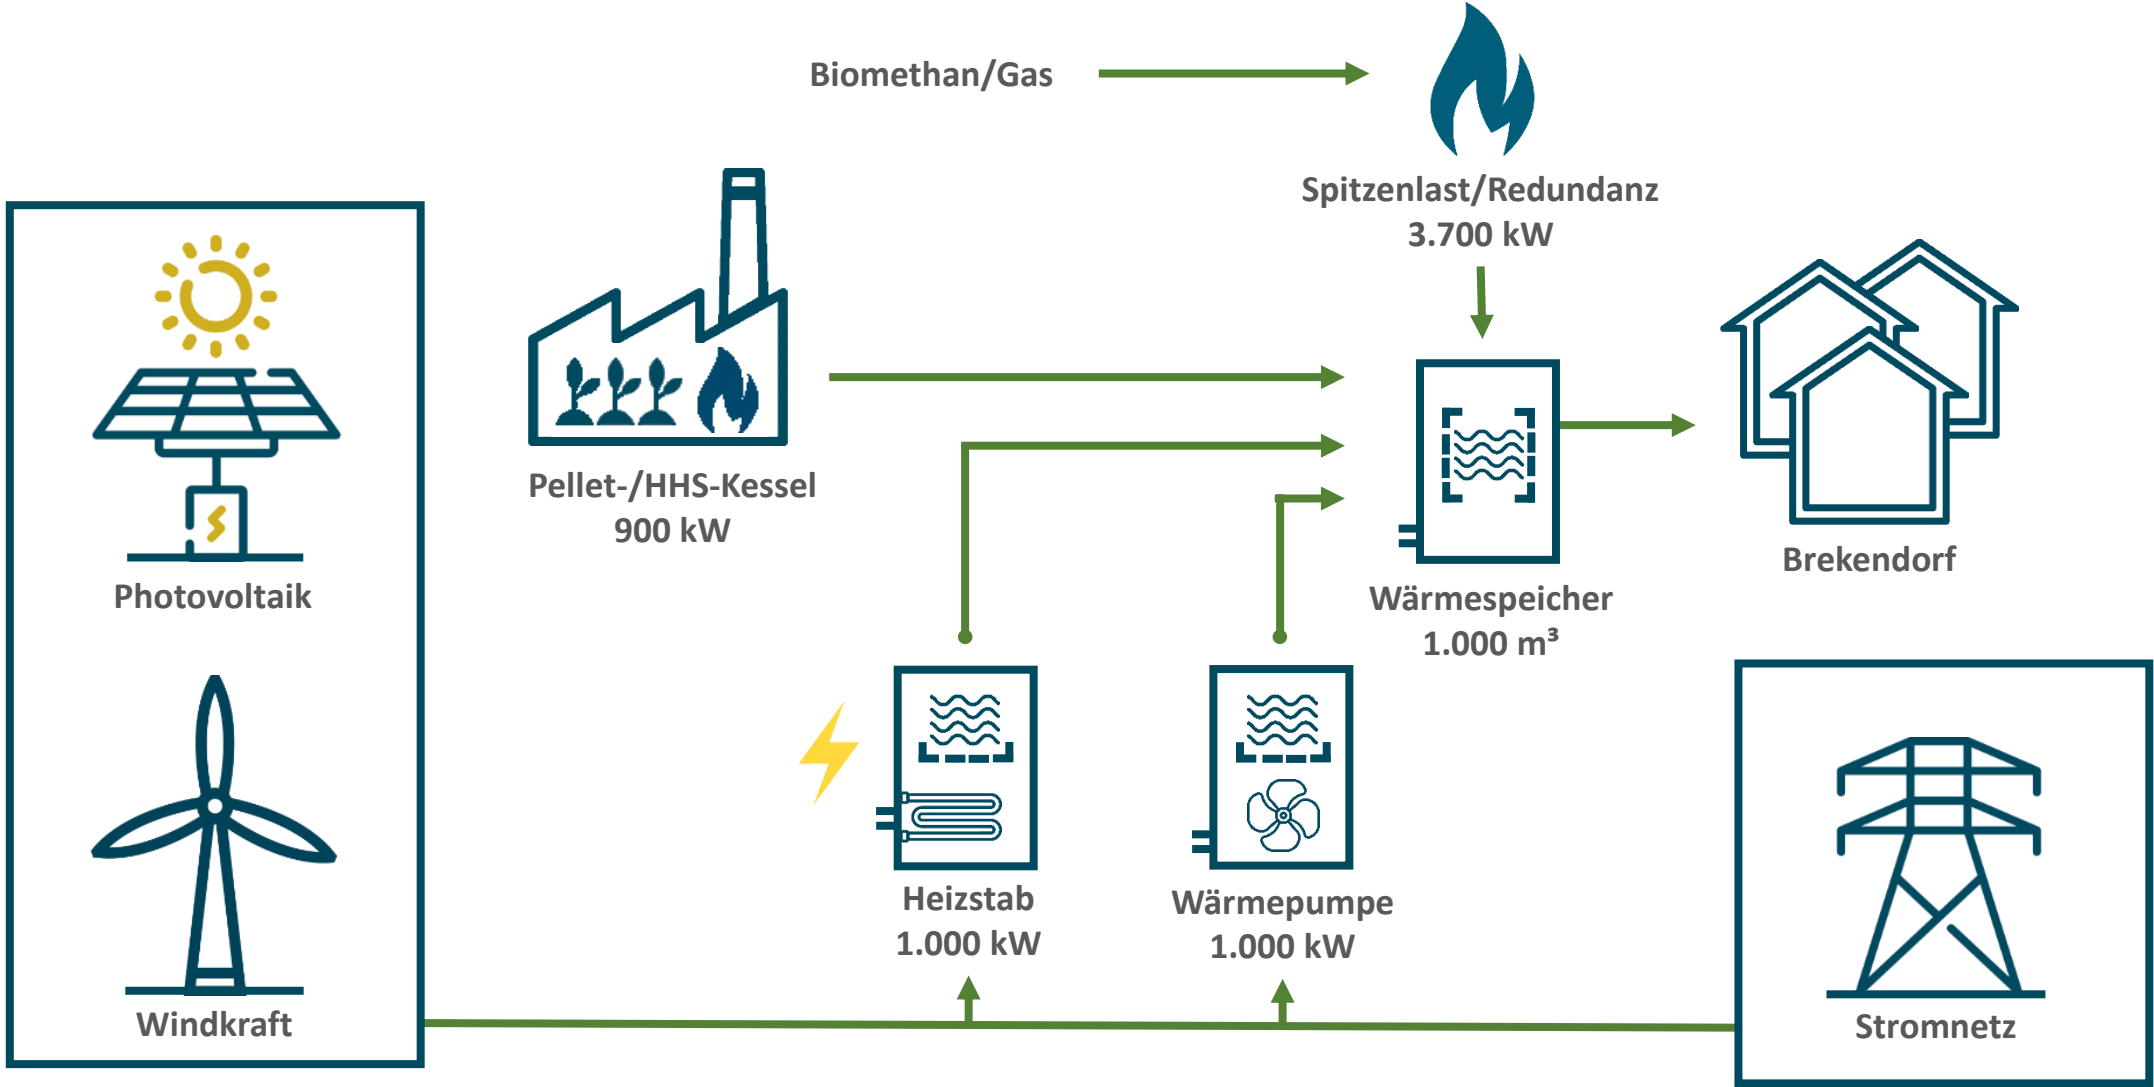 Biomethan/Gas
Spitzenlast/Redundanz
3.700 kW
Pellet-/HHS-Kessel
900 kW
Photovoltaik
Windkraft
Wärmespeicher
1.000 m³
Brekendorf
Heizstab
1.000 kW
Wärmepumpe
1.000 kW
Stromnetz